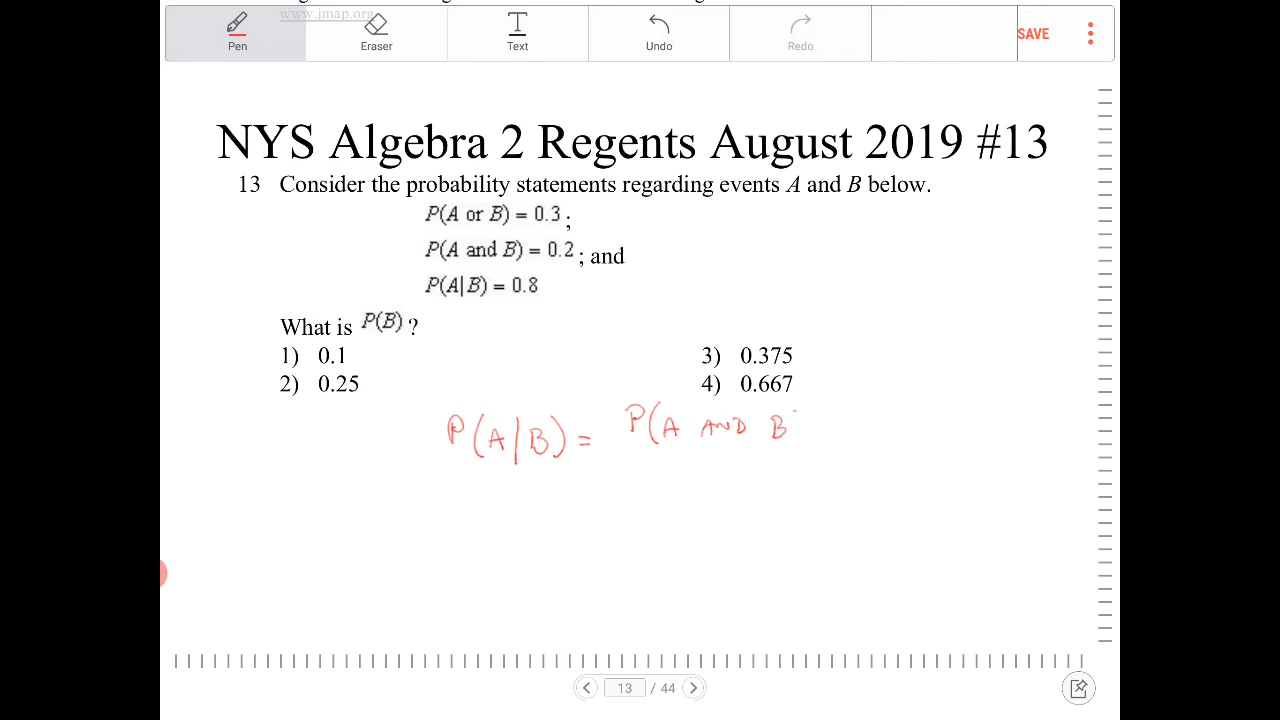 www.jmap.org
Pen
Eraser
Text
Undo
Redo
SAVE
NYS Algebra 2 Regents August 2019 #13
13 Consider the probability statements regarding events A and B below.
P(A or B) = 0.3 ;
P(A and B) = 0.2 ; and
P(A|B) = 0.8
What is P(B) ?
1) 0.1
3) 0.375
2) 0.25
4) 0.667
P(A|B) = P(A AND B
13 / 44